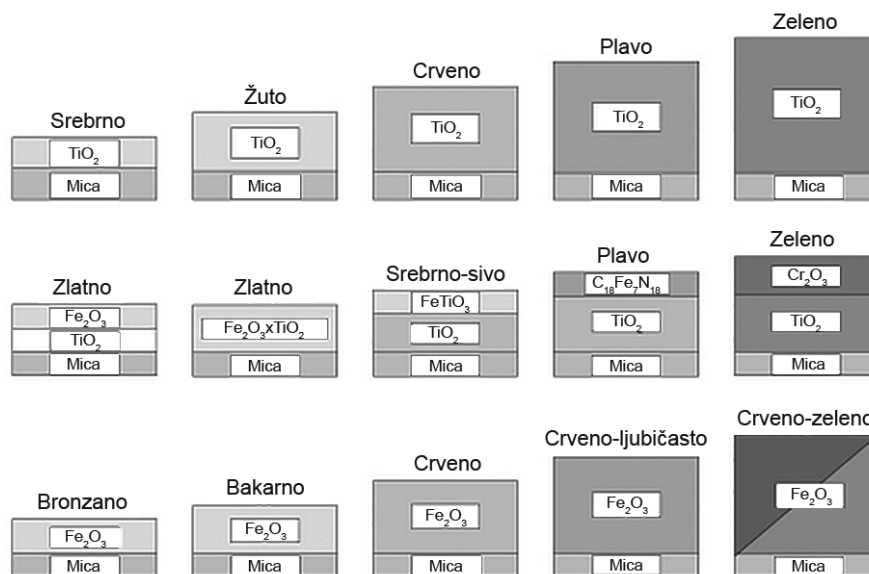 Srebrno
TiO₂
Mica
Žuto
TiO₂
Mica
Crveno
TiO₂
Mica
Plavo
TiO₂
Mica
Zeleno
TiO₂
Mica
Zlatno
Fe₂O₃
TiO₂
Mica
Zlatno
Fe₂O₃xTiO₂
Mica
Srebrno-sivo
FeTiO₃
TiO₂
Mica
Plavo
C₁₈Fe₇N₁₈
TiO₂
Mica
Zeleno
Cr₂O₃
TiO₂
Mica
Bronzano
Fe₂O₃
Mica
Bakarno
Fe₂O₃
Mica
Crveno
Fe₂O₃
Mica
Crveno-ljubičasto
Fe₂O₃
Mica
Crveno-zeleno
Fe₂O₃
Mica